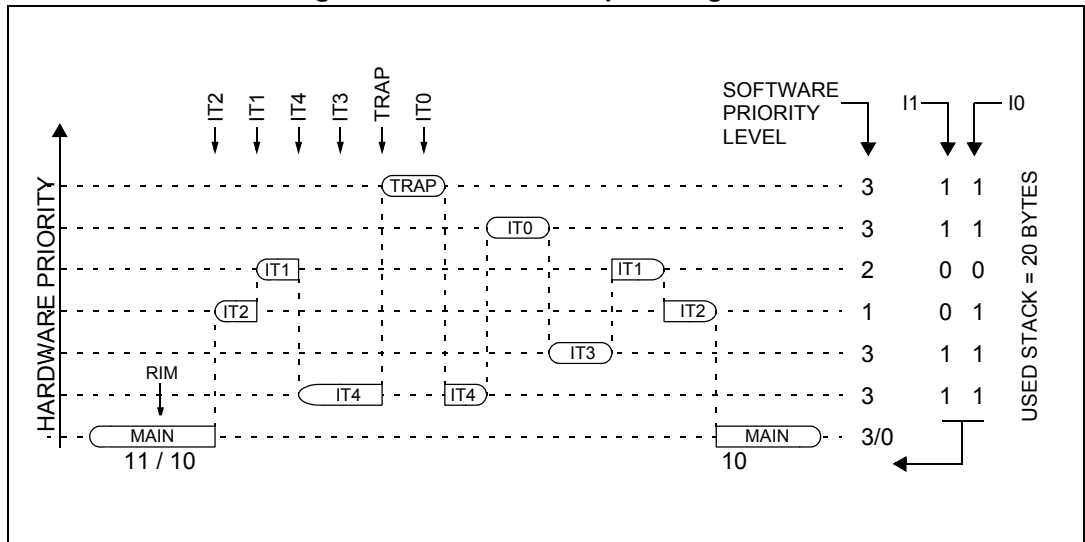 IT2
IT1
IT4
IT3
TRAP
IT0
SOFTWARE
PRIORITY
LEVEL
I1
I0
HARDWARE PRIORITY
USED STACK = 20 BYTES
TRAP
3 1 1
IT0
3 1 1
IT1
IT1
2 0 0
IT2
IT2
1 0 1
IT3
3 1 1
RIM
IT4
IT4
3 1 1
MAIN
MAIN
3/0
11 / 10
10